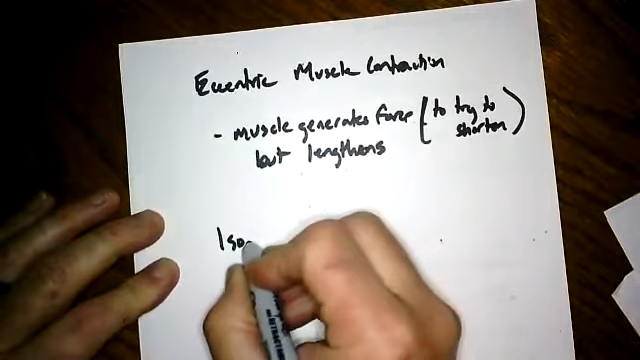 Eccentric Muscle Contraction
- muscle generates force (to try to shorten)
but lengthens
Iso